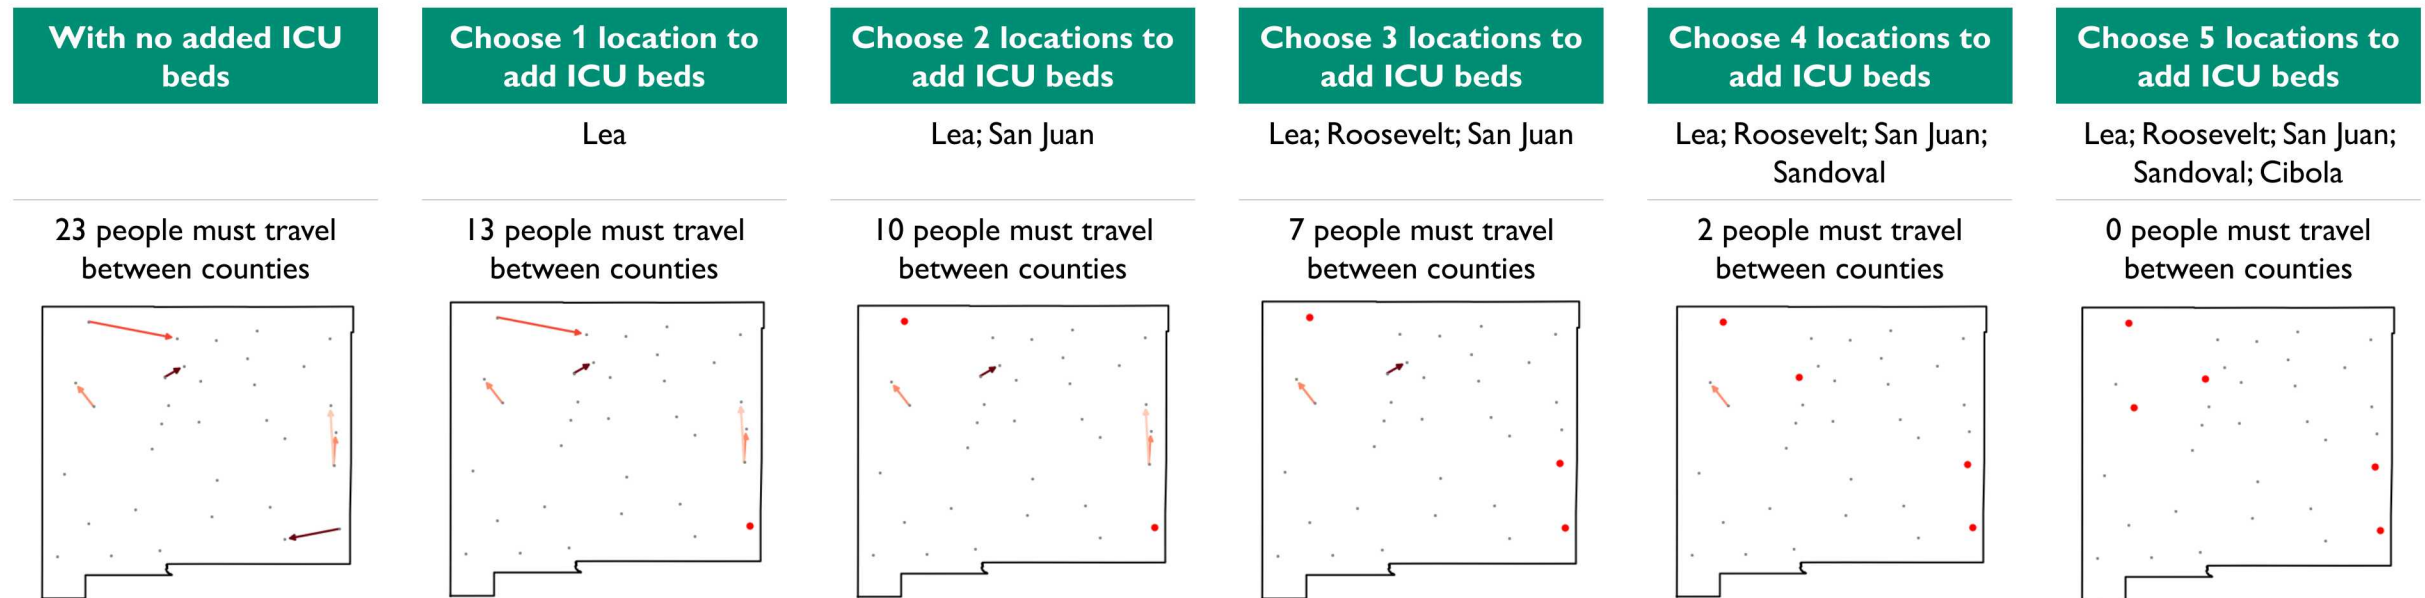 With no added ICU
beds
23 people must travel
between counties
Choose 1 location to
add ICU beds
Lea
13 people must travel
between counties
Choose 2 locations to
add ICU beds
Lea; San Juan
10 people must travel
between counties
Choose 3 locations to
add ICU beds
Lea; Roosevelt; San Juan
7 people must travel
between counties
Choose 4 locations to
add ICU beds
Lea; Roosevelt; San Juan;
Sandoval
2 people must travel
between counties
Choose 5 locations to
add ICU beds
Lea; Roosevelt; San Juan;
Sandoval; Cibola
0 people must travel
between counties